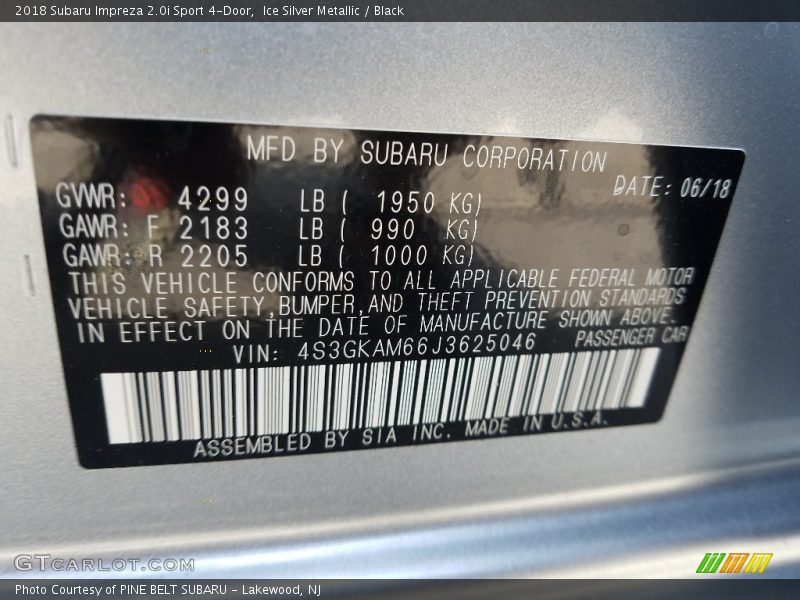 2018 Subaru Impreza 2.0i Sport 4-Door, Ice Silver Metallic / Black
MFD BY SUBARU CORPORATION
DATE: 06/18
GVWR: 4299 LB ( 1950 KG)
GAWR: F 2183 LB ( 990 KG)
GAWR: R 2205 LB ( 1000 KG)
THIS VEHICLE CONFORMS TO ALL APPLICABLE FEDERAL MOTOR
VEHICLE SAFETY,BUMPER,AND THEFT PREVENTION STANDARDS
IN EFFECT ON THE DATE OF MANUFACTURE SHOWN ABOVE.
VIN: 4S3GKAM66J3625046 PASSENGER CAR
ASSEMBLED BY SIA INC. MADE IN U.S.A.
GTCARLOT.COM
Photo Courtesy of PINE BELT SUBARU - Lakewood, NJ